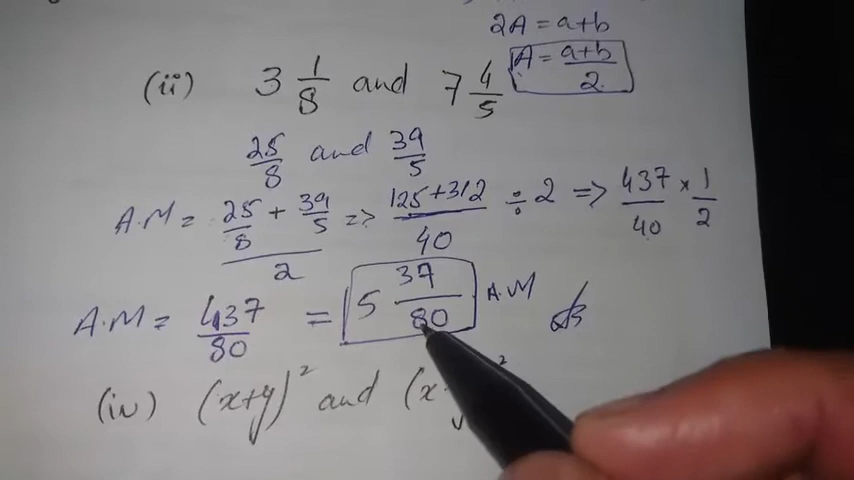 2A = a+b
A = a+b/2
(ii) 3 1/8 and 7 4/5
25/8 and 39/5
A.M = 25/8 + 39/5 / 2 => 125+312/40 ÷ 2 => 437/40 × 1/2
A.M = 437/80 = 5 37/80 A.M
(iv) (x+y)² and (x 2